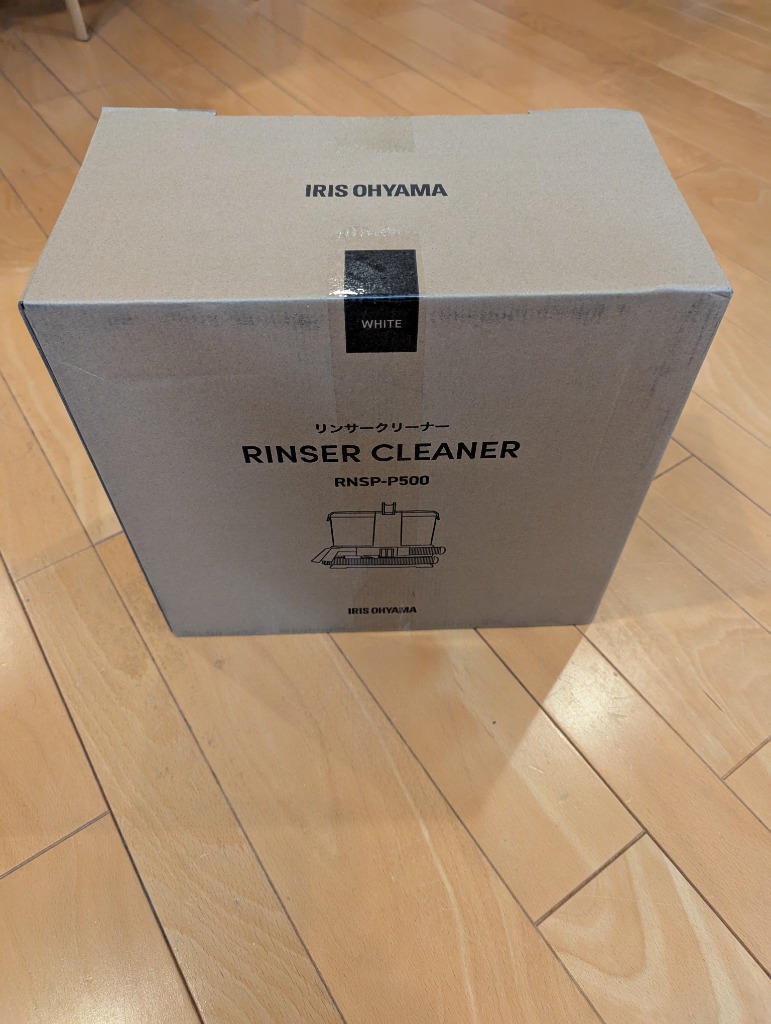 IRIS OHYAMA
WHITE
リンサークリーナー
RINSER CLEANER
RNSP-P500
IRIS OHYAMA